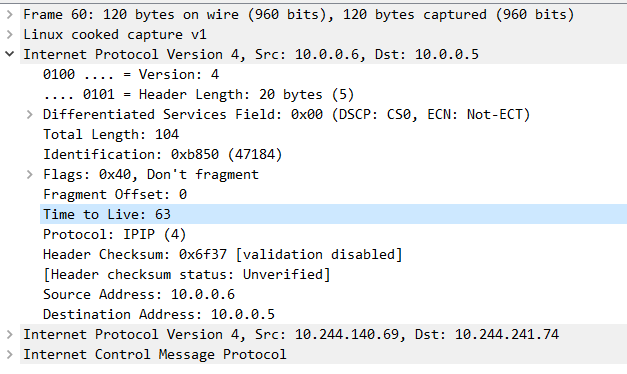 Frame 60: 120 bytes on wire (960 bits), 120 bytes captured (960 bits)
Linux cooked capture v1
Internet Protocol Version 4, Src: 10.0.0.6, Dst: 10.0.0.5
0100 .... = Version: 4
.... 0101 = Header Length: 20 bytes (5)
Differentiated Services Field: 0x00 (DSCP: CS0, ECN: Not-ECT)
Total Length: 104
Identification: 0xb850 (47184)
Flags: 0x40, Don't fragment
Fragment Offset: 0
Time to Live: 63
Protocol: IPIP (4)
Header Checksum: 0x6f37 [validation disabled]
[Header checksum status: Unverified]
Source Address: 10.0.0.6
Destination Address: 10.0.0.5
Internet Protocol Version 4, Src: 10.244.140.69, Dst: 10.244.241.74
Internet Control Message Protocol